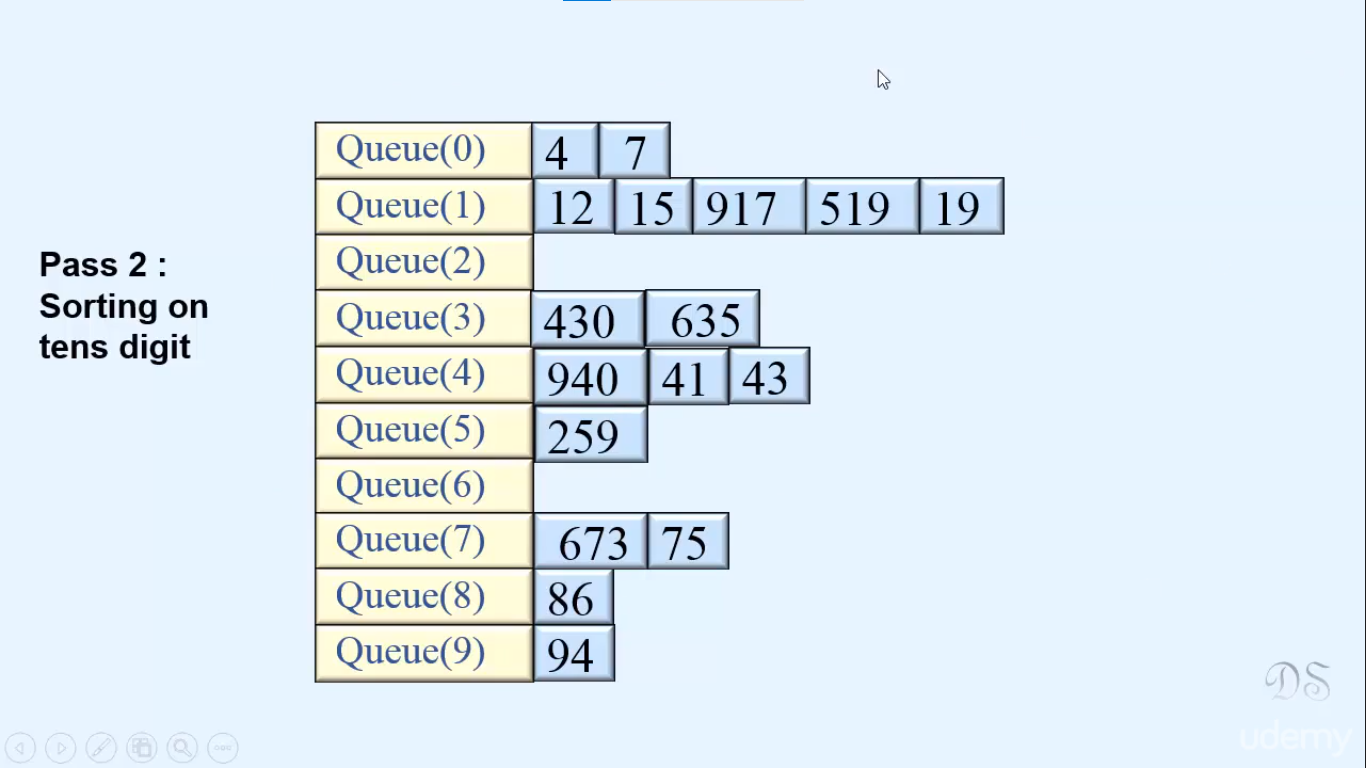 Pass 2 :
Sorting on
tens digit
Queue(0) 4 7
Queue(1) 12 15 917 519 19
Queue(2)
Queue(3) 430 635
Queue(4) 940 41 43
Queue(5) 259
Queue(6)
Queue(7) 673 75
Queue(8) 86
Queue(9) 94
DS
udemy